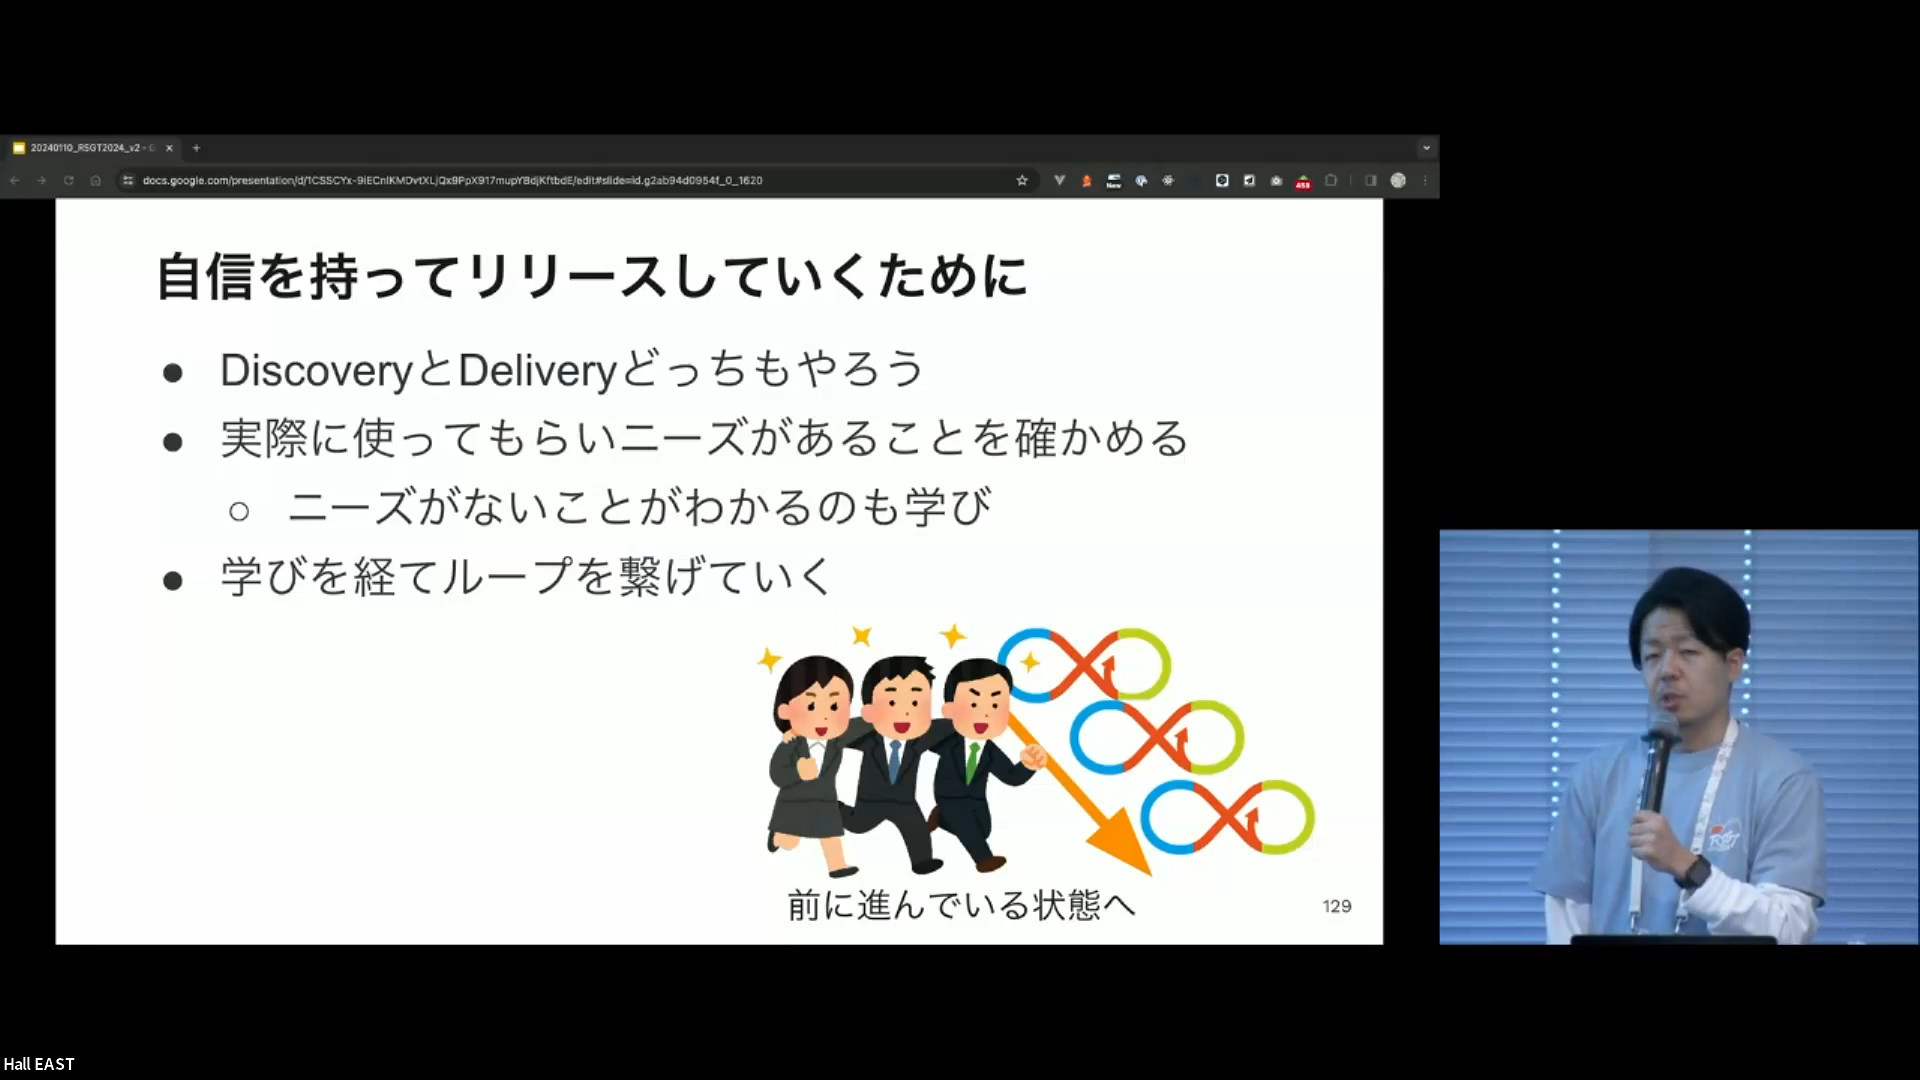 20240110_RSGT2024_v2 - G
docs.google.com/presentation/d/1CSSCYx-9iECnlKMDvtXLjQx9PpX917mupYBdjKftbdE/edit#slide=id.g2ab94d0954f_0_1620
New
453
自信を持ってリリースしていくために
● DiscoveryとDeliveryどっちもやろう
● 実際に使ってもらいニーズがあることを確かめる
○ ニーズがないことがわかるのも学び
● 学びを経てループを繋げていく
前に進んでいる状態へ
129
Hall EAST